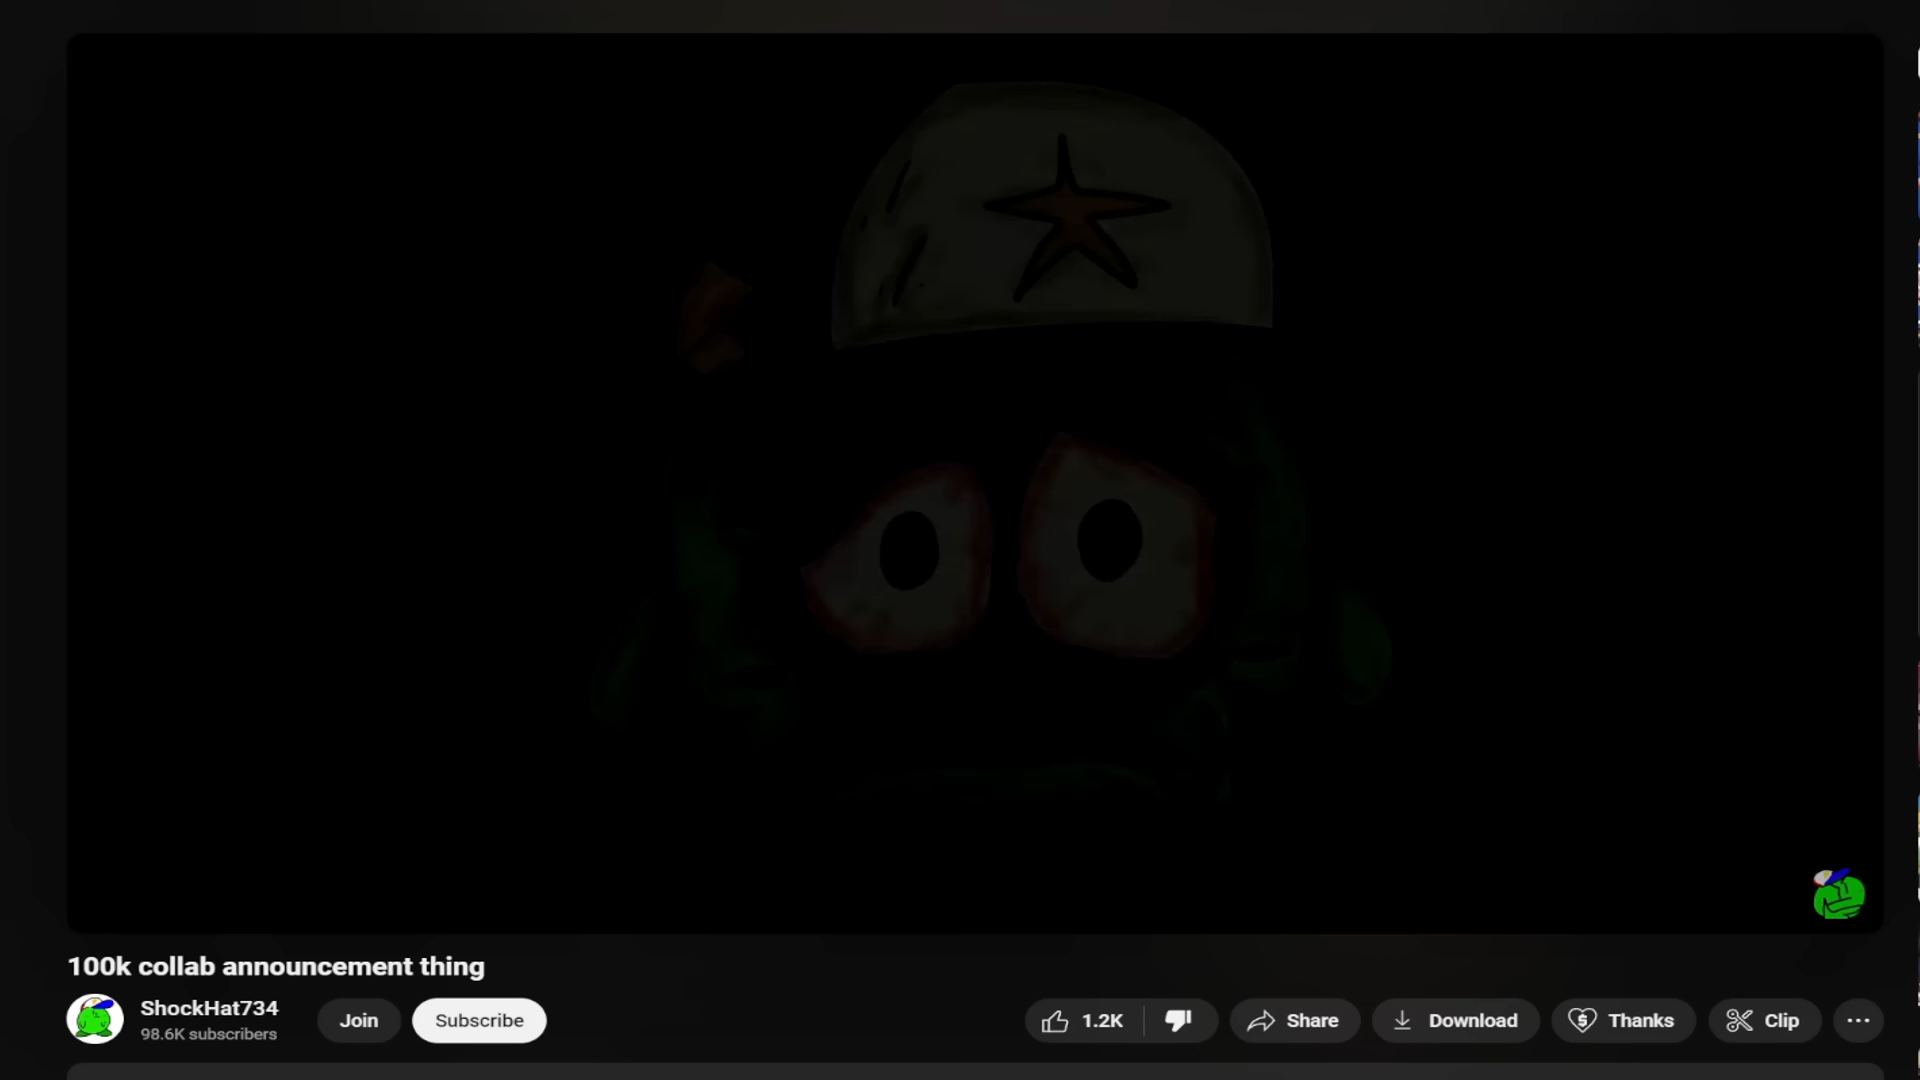 100k collab announcement thing
ShockHat734
98.6K subscribers
Join
Subscribe
1.2K
Share
Download
Thanks
Clip